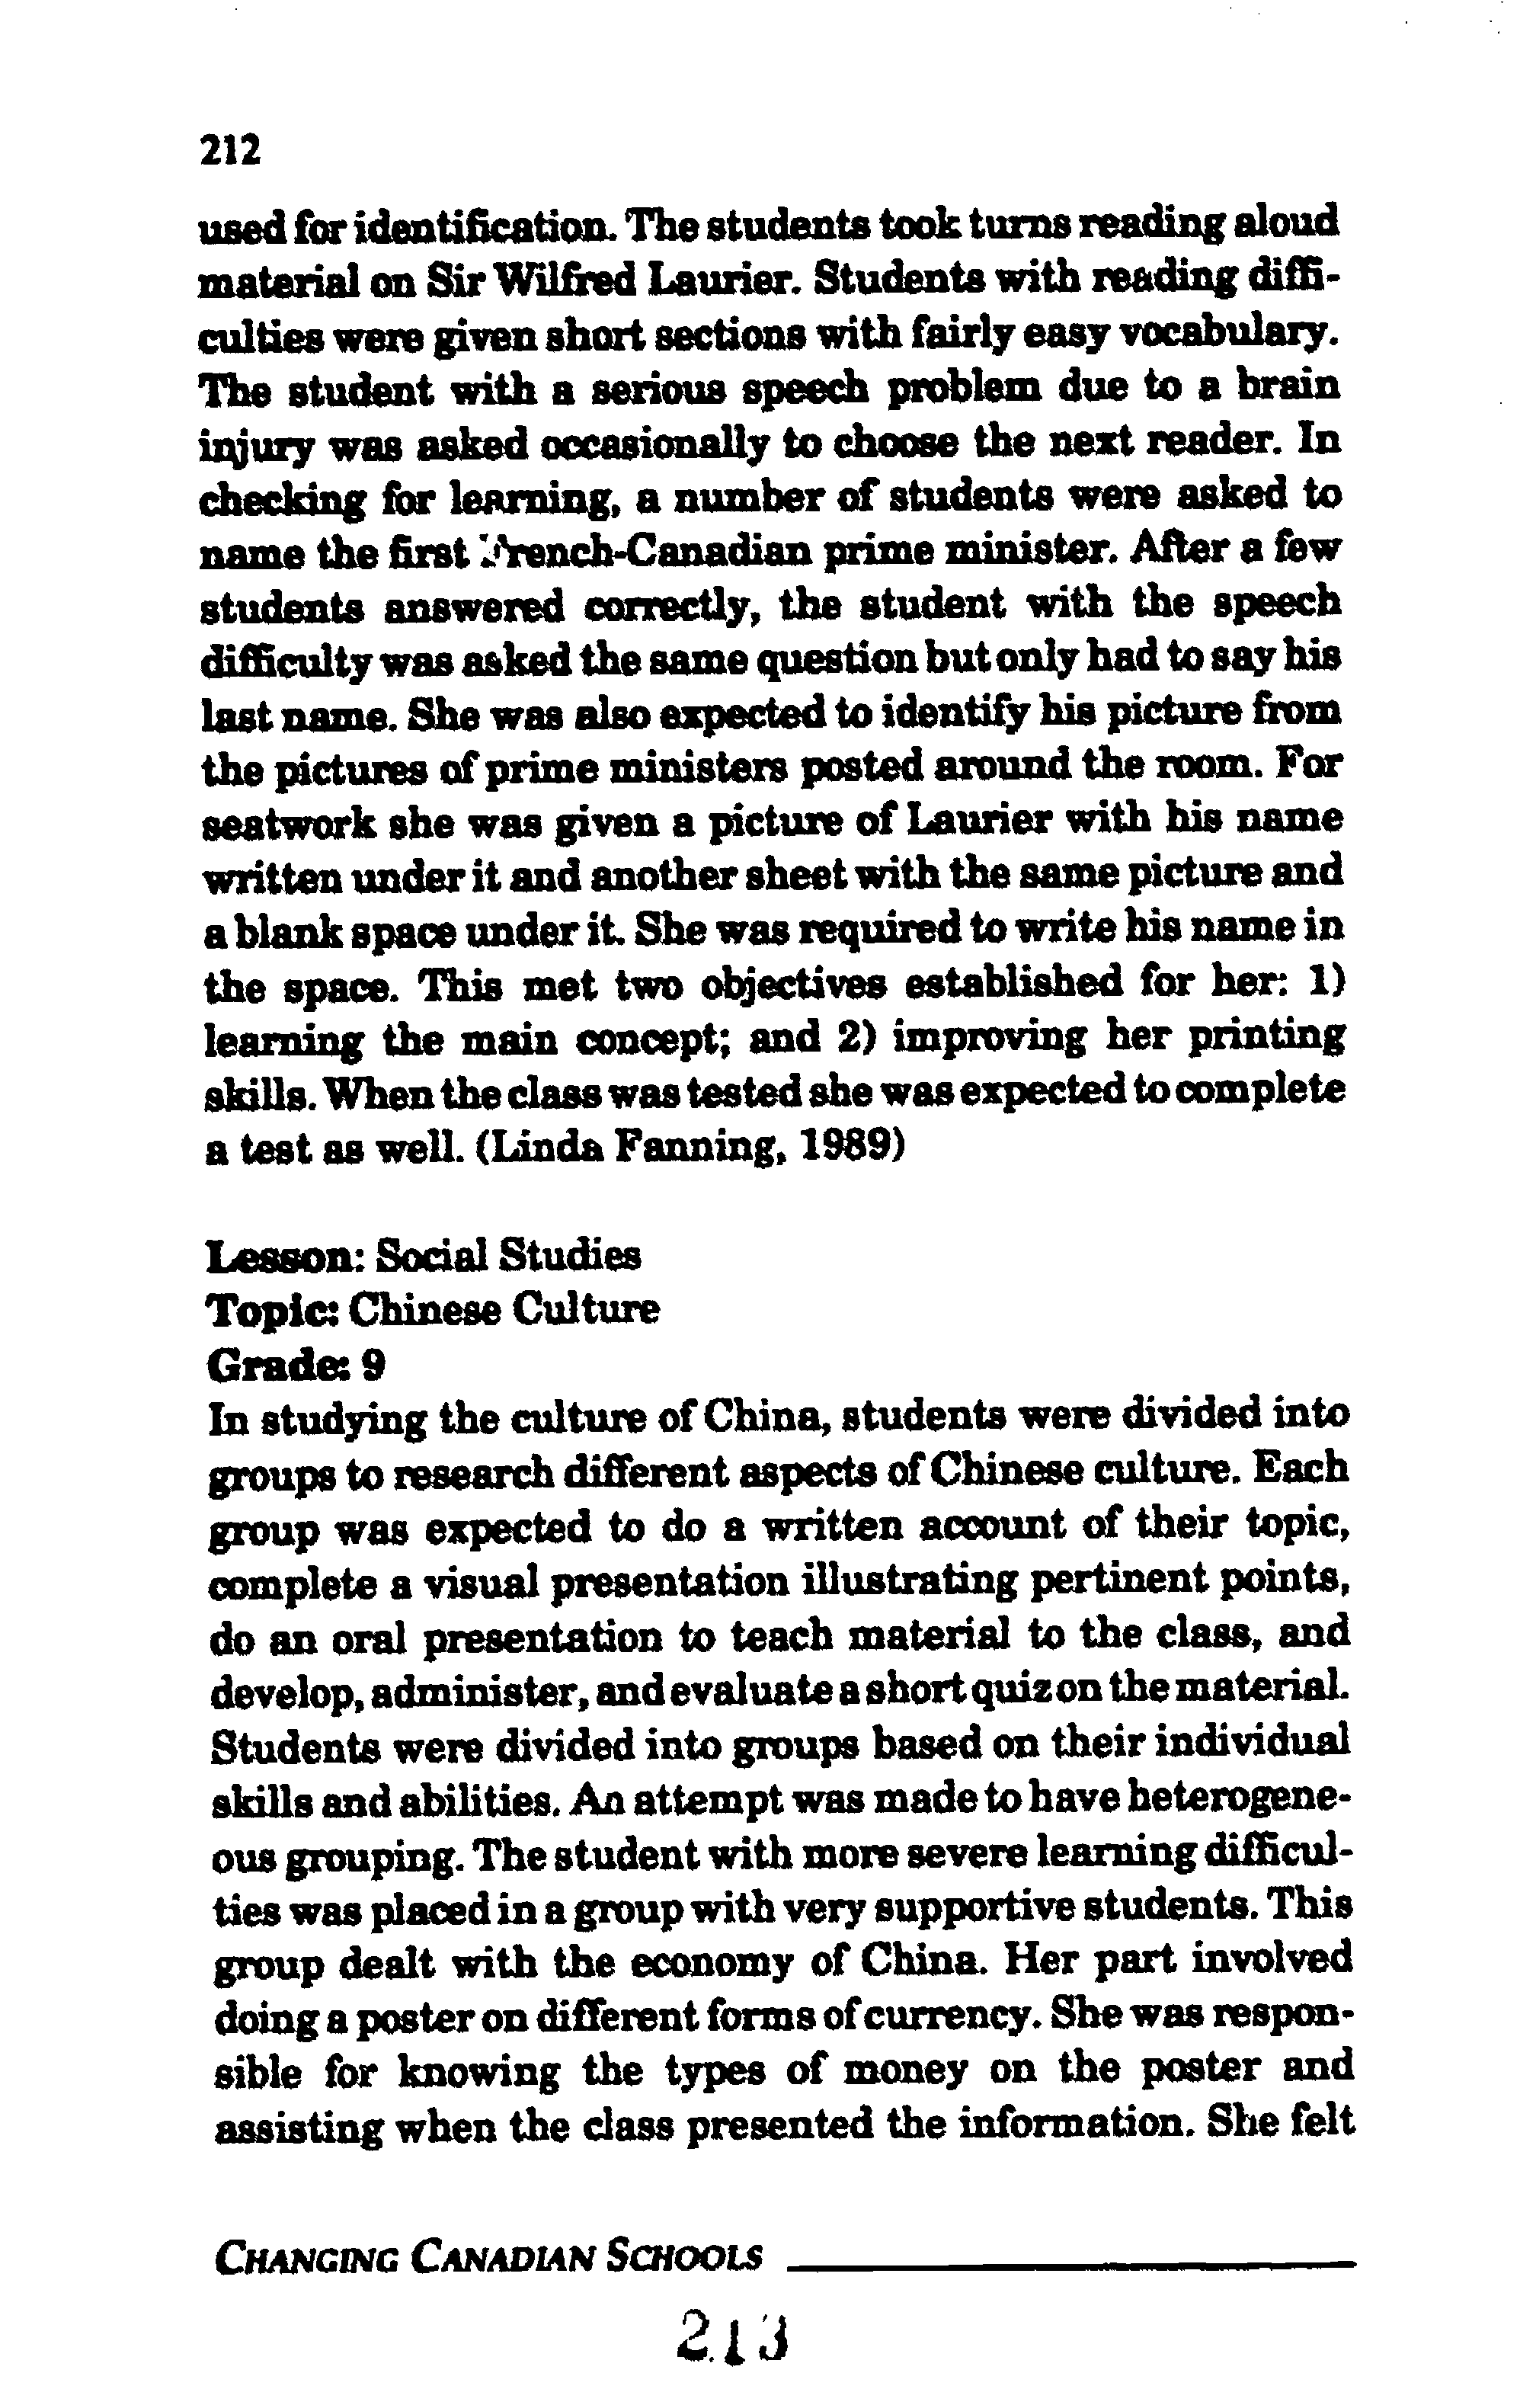 212
used for identification. The students took turns reading aloud
material on Sir Wilfred Laurier. Students with reading diffi-
culties were given short sections with fairly easy vocabulary.
The student with a serious speech problem due to a brain
injury was asked occasionally to choose the next reader. In
checking for learning, a number of students were asked to
name the first French-Canadian prime minister. After a few
students answered correctly, the student with the speech
difficulty was asked the same question but only had to say his
last name. She was also expected to identify his picture from
the pictures of prime ministers posted around the room. For
seatwork she was given a picture of Laurier with his name
written under it and another sheet with the same picture and
a blank space under it. She was required to write his name in
the space. This met two objectives established for her: 1)
learning the main concept; and 2) improving her printing
skills. When the class was tested she was expected to complete
a test as well. (Linda Fanning, 1989)
Lesson: Social Studies
Topic: Chinese Culture
Grade: 9
In studying the culture of China, students were divided into
groups to research different aspects of Chinese culture. Each
group was expected to do a written account of their topic,
complete a visual presentation illustrating pertinent points,
do an oral presentation to teach material to the class, and
develop, administer, and evaluate a short quiz on the material.
Students were divided into groups based on their individual
skills and abilities. An attempt was made to have heterogene-
ous grouping. The student with more severe learning difficul-
ties was placed in a group with very supportive students. This
group dealt with the economy of China. Her part involved
doing a poster on different forms of currency. She was respon-
sible for knowing the types of money on the poster and
assisting when the class presented the information. She felt
CHANGING CANADIAN SCHOOLS
213